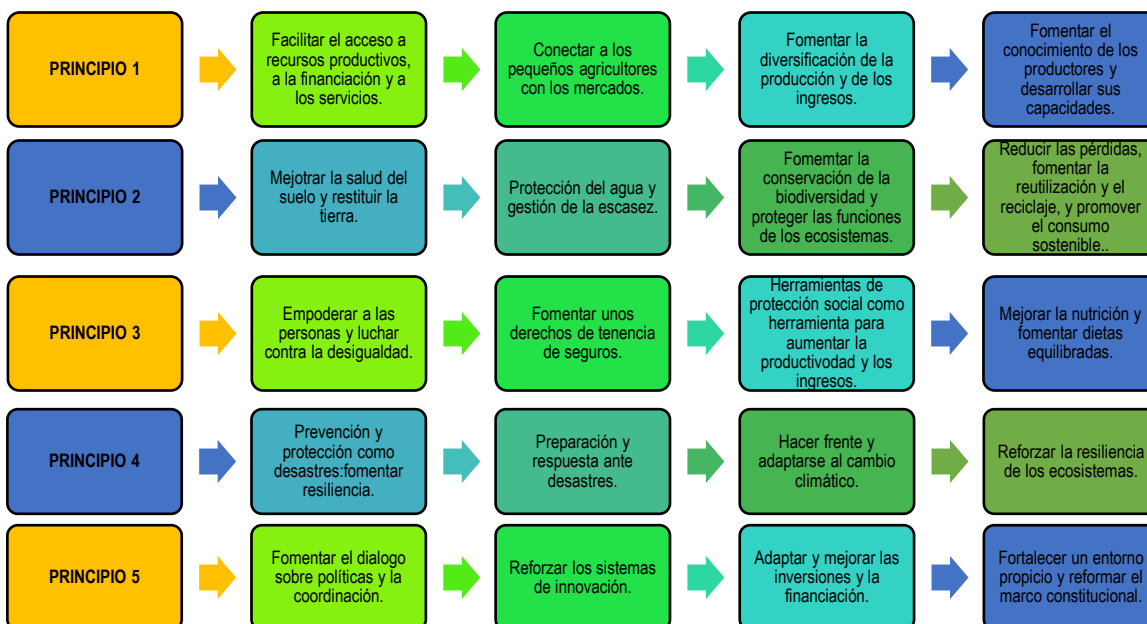 PRINCIPIO 1
Facilitar el acceso a
recursos productivos,
a la financiación y a
los servicios.
Conectar a los
pequeños agricultores
con los mercados.
Fomentar la
diversificación de la
producción y de los
ingresos.
Fomentar el
conocimiento de los
productores y
desarrollar sus
capacidades.
PRINCIPIO 2
Mejotrar la salud del
suelo y restituir la
tierra.
Protección del agua y
gestión de la escasez.
Fomemtar la
conservación de la
biodiversidad y
proteger las funciones
de los ecosistemas.
Reducir las pérdidas,
fomentar la
reutilización y el
reciclaje, y promover
el consumo
sostenible..
PRINCIPIO 3
Empoderar a las
personas y luchar
contra la desigualdad.
Fomentar unos
derechos de tenencia
de seguros.
Herramientas de
protección social como
herramienta para
aumentar la
productivodad y los
ingresos.
Mejorar la nutrición y
fomentar dietas
equilibradas.
PRINCIPIO 4
Prevención y
protección como
desastres:fomentar
resiliencia.
Preparación y
respuesta ante
desastres.
Hacer frente y
adaptarse al cambio
climático.
Reforzar la resiliencia
de los ecosistemas.
PRINCIPIO 5
Fomentar el dialogo
sobre políticas y la
coordinación.
Reforzar los sistemas
de innovación.
Adaptar y mejorar las
inversiones y la
financiación.
Fortalecer un entorno
propicio y reformar el
marco constitucional.